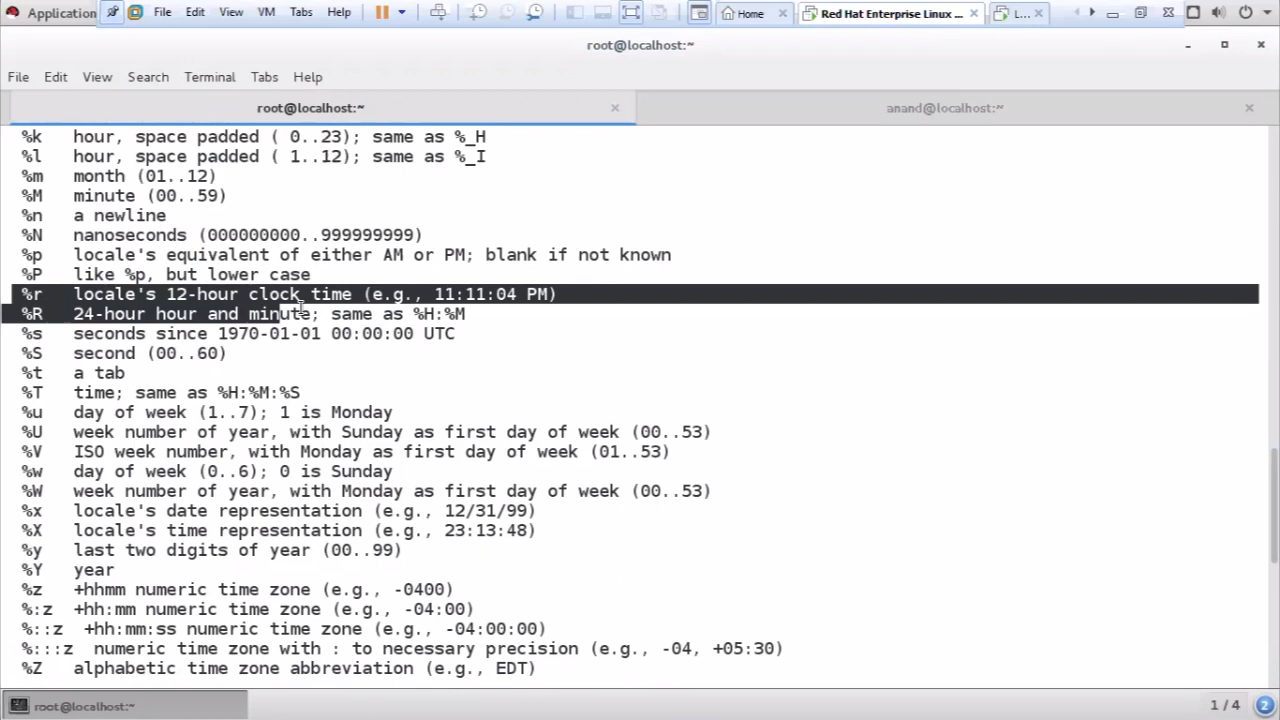 Application File Edit View VM Tabs Help Home × Red Hat Enterprise Linux ... × L... ×
root@localhost:~
File Edit View Search Terminal Tabs Help
root@localhost:~ × anand@localhost:~ ×
%k hour, space padded ( 0..23); same as %_H
%l hour, space padded ( 1..12); same as %_I
%m month (01..12)
%M minute (00..59)
%n a newline
%N nanoseconds (000000000..999999999)
%p locale's equivalent of either AM or PM; blank if not known
%P like %p, but lower case
%r locale's 12-hour clock time (e.g., 11:11:04 PM)
%R 24-hour hour and minute; same as %H:%M
%s seconds since 1970-01-01 00:00:00 UTC
%S second (00..60)
%t a tab
%T time; same as %H:%M:%S
%u day of week (1..7); 1 is Monday
%U week number of year, with Sunday as first day of week (00..53)
%V ISO week number, with Monday as first day of week (01..53)
%w day of week (0..6); 0 is Sunday
%W week number of year, with Monday as first day of week (00..53)
%x locale's date representation (e.g., 12/31/99)
%X locale's time representation (e.g., 23:13:48)
%y last two digits of year (00..99)
%Y year
%z +hhmm numeric time zone (e.g., -0400)
%:z +hh:mm numeric time zone (e.g., -04:00)
%::z +hh:mm:ss numeric time zone (e.g., -04:00:00)
%:::z numeric time zone with : to necessary precision (e.g., -04, +05:30)
%Z alphabetic time zone abbreviation (e.g., EDT)
root@localhost:~ 1 / 4 2